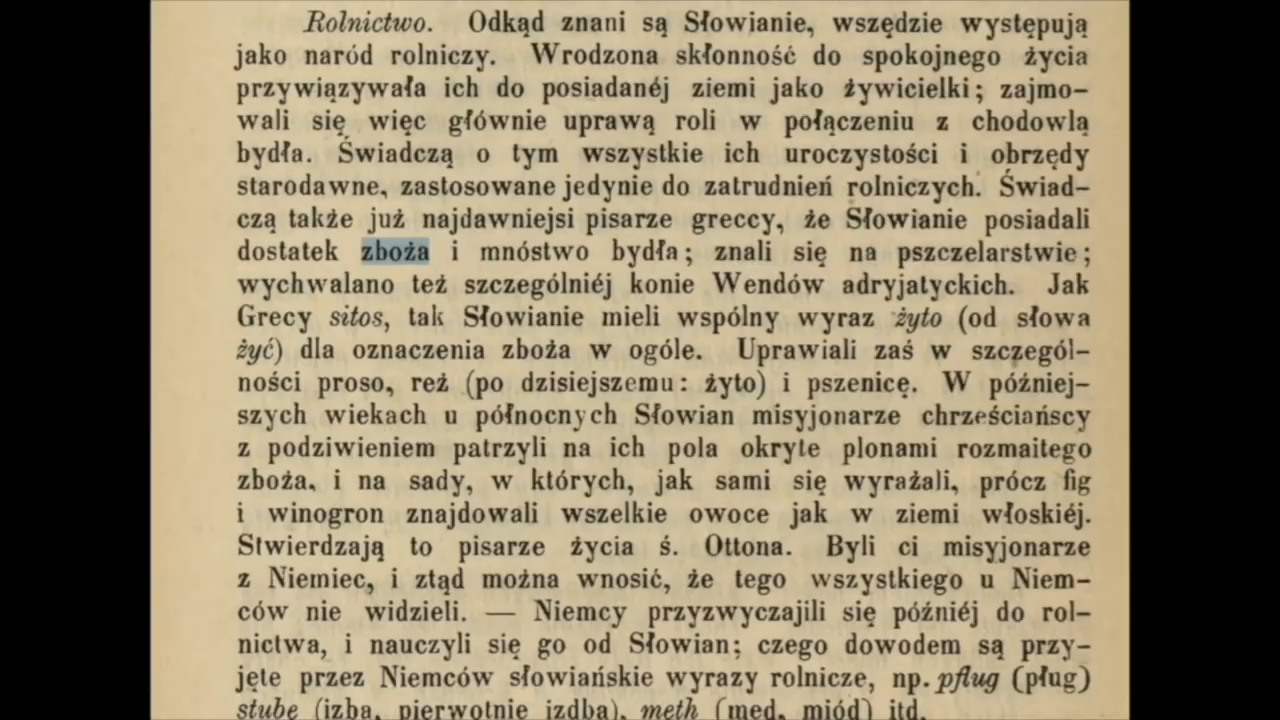 Rolnictwo. Odkąd znani są Słowianie, wszędzie występują
jako naród rolniczy. Wrodzona skłonność do spokojnego życia
przywiązywała ich do posiadanéj ziemi jako żywicielki; zajmo-
wali się więc głównie uprawą roli w połączeniu z chodowlą
bydła. Świadczą o tym wszystkie ich uroczystości i obrzędy
starodawne, zastosowane jedynie do zatrudnień rolniczych. Świad-
czą także już najdawniejsi pisarze greccy, że Słowianie posiadali
dostatek zboża i mnóstwo bydła; znali się na pszczelarstwie;
wychwalano też szczególniéj konie Wendów adryjatyckich. Jak
Grecy sitos, tak Słowianie mieli wspólny wyraz żyto (od słowa
żyć) dla oznaczenia zboża w ogóle. Uprawiali zaś w szczegól-
ności proso, reż (po dzisiejszemu: żyto) i pszenicę. W później-
szych wiekach u północnych Słowian misyjonarze chrześciańscy
z podziwieniem patrzyli na ich pola okryte plonami rozmaitego
zboża, i na sady, w których, jak sami się wyrażali, prócz fig
i winogron znajdowali wszelkie owoce jak w ziemi włoskiéj.
Stwierdzają to pisarze życia ś. Ottona. Byli ci misyjonarze
z Niemiec, i ztąd można wnosić, że tego wszystkiego u Niem-
ców nie widzieli. — Niemcy przyzwyczajili się późniéj do rol-
nictwa, i nauczyli się go od Słowian; czego dowodem są przy-
jęte przez Niemców słowiańskie wyrazy rolnicze, np. pflug (pług)
stube (izba, pierwotnie izdba), meth (med, miód) itd.